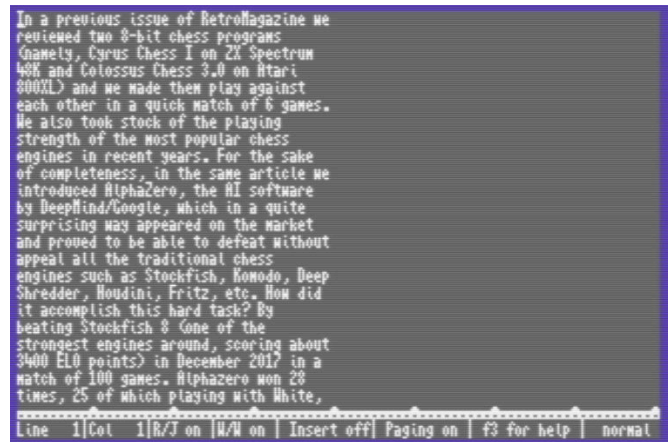 In a previous issue of RetroMagazine we
reviewed two 8-bit chess programs
(namely, Cyrus Chess I on ZX Spectrum
48K and Colossus Chess 3.0 on Atari
800XL) and we made them play against
each other in a quick match of 6 games.
We also took stock of the playing
strength of the most popular chess
engines in recent years. For the sake
of completeness, in the same article we
introduced AlphaZero, the AI software
by DeepMind/Google, which in a quite
surprising way appeared on the market
and proved to be able to defeat without
appeal all the traditional chess
engines such as Stockfish, Komodo, Deep
Shredder, Houdini, Fritz, etc. How did
it accomplish this hard task? By
beating Stockfish 8 (one of the
strongest engines around, scoring about
3400 ELO points) in December 2017 in a
match of 100 games. Alphazero won 28
times, 25 of which playing with White,
Line 1|Col 1|R/J on |W/W on | Insert off| Paging on | f3 for help | normal